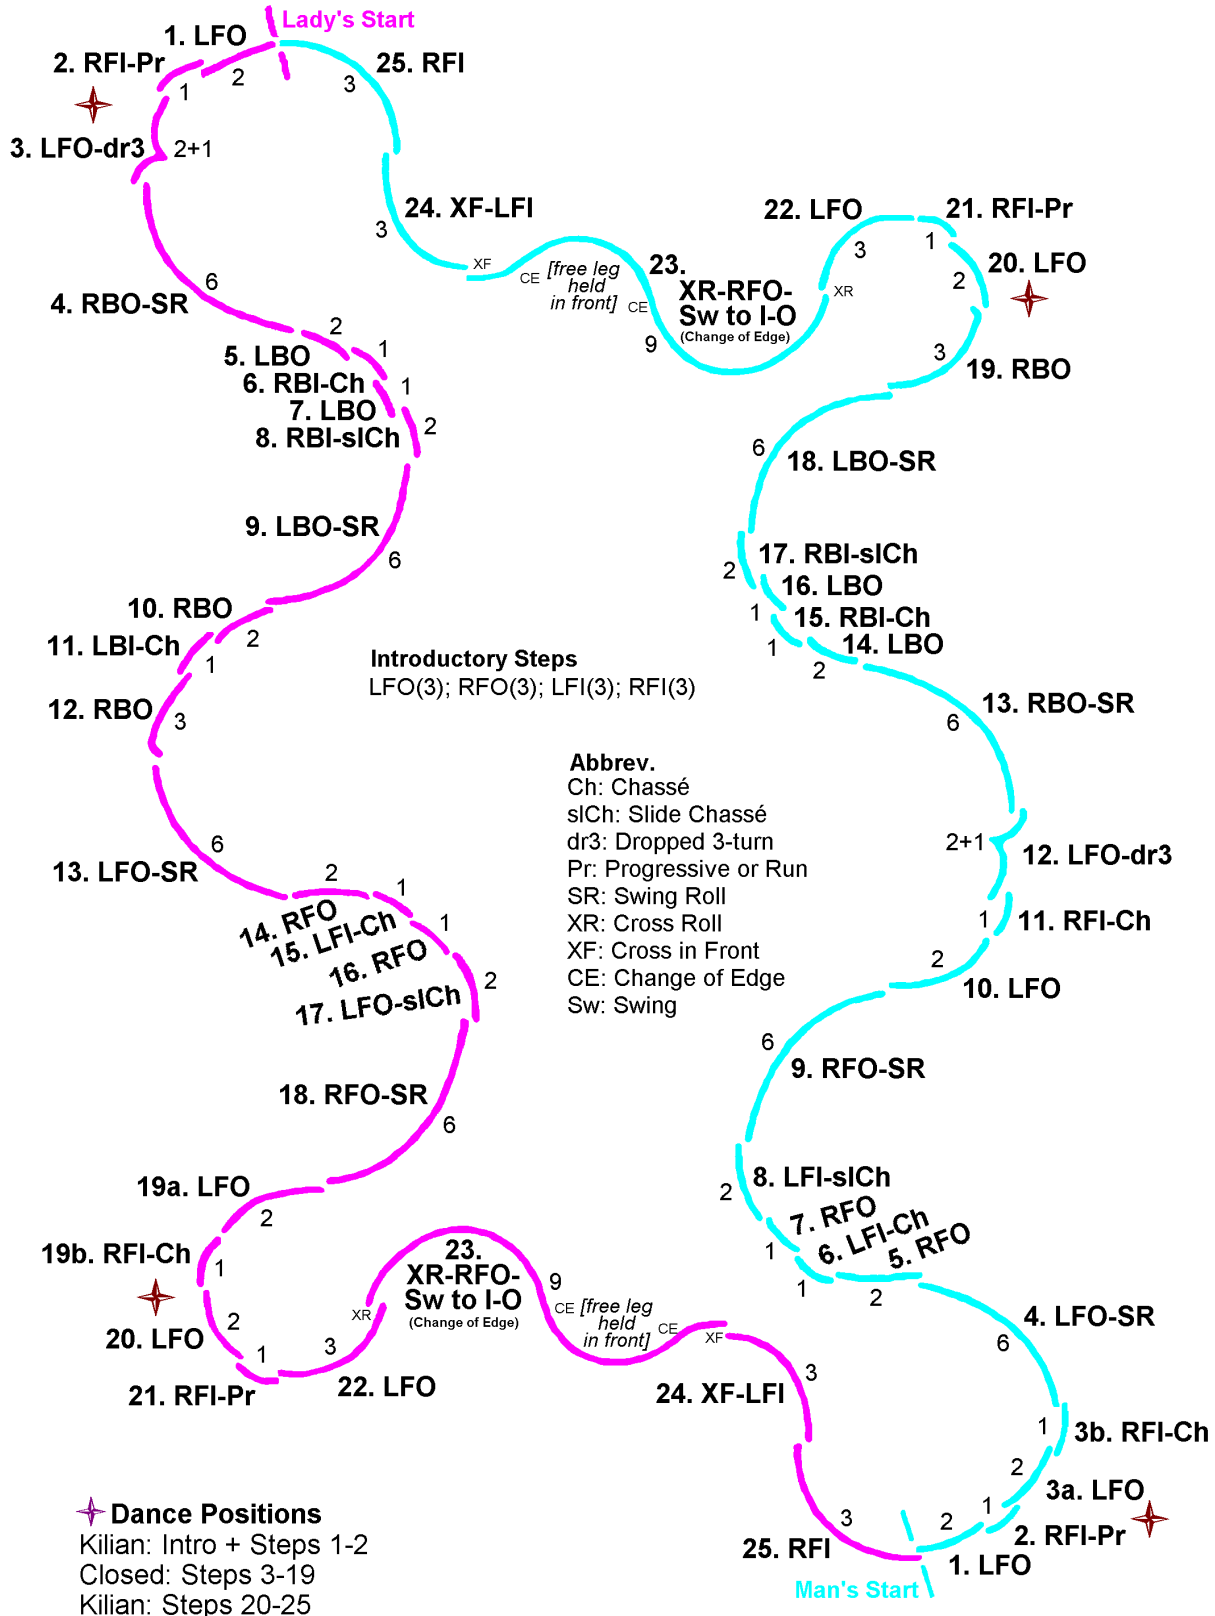 Lady's Start
1. LFO
2
2. RFI-Pr
1
3. LFO-dr3
2+1
4. RBO-SR
6
5. LBO
2
6. RBI-Ch
1
7. LBO
1
8. RBI-slCh
2
9. LBO-SR
6
10. RBO
2
11. LBI-Ch
1
12. RBO
3
13. LFO-SR
6
14. RFO
2
15. LFI-Ch
1
16. RFO
1
17. LFO-slCh
2
18. RFO-SR
6
19a. LFO
2
19b. RFI-Ch
1
20. LFO
2
21. RFI-Pr
1
22. LFO
3
XR
23.
XR-RFO-
Sw to I-O
(Change of Edge)
9
CE
[free leg
held
in front]
CE
XF
24. XF-LFI
3
25. RFI
3
25. RFI
3
24. XF-LFI
3
XF
CE
[free leg
held
in front]
CE
23.
XR-RFO-
Sw to I-O
(Change of Edge)
9
XR
22. LFO
3
21. RFI-Pr
1
20. LFO
2
19. RBO
3
18. LBO-SR
6
17. RBI-slCh
2
16. LBO
1
15. RBI-Ch
1
14. LBO
2
13. RBO-SR
6
12. LFO-dr3
2+1
11. RFI-Ch
1
10. LFO
2
9. RFO-SR
6
8. LFI-slCh
2
7. RFO
1
6. LFI-Ch
1
5. RFO
2
4. LFO-SR
6
3b. RFI-Ch
1
3a. LFO
2
2. RFI-Pr
1
1. LFO
2
Man's Start
Introductory Steps
LFO(3); RFO(3); LFI(3); RFI(3)
Abbrev.
Ch: Chassé
slCh: Slide Chassé
dr3: Dropped 3-turn
Pr: Progressive or Run
SR: Swing Roll
XR: Cross Roll
XF: Cross in Front
CE: Change of Edge
Sw: Swing
Dance Positions
Kilian: Intro + Steps 1-2
Closed: Steps 3-19
Kilian: Steps 20-25